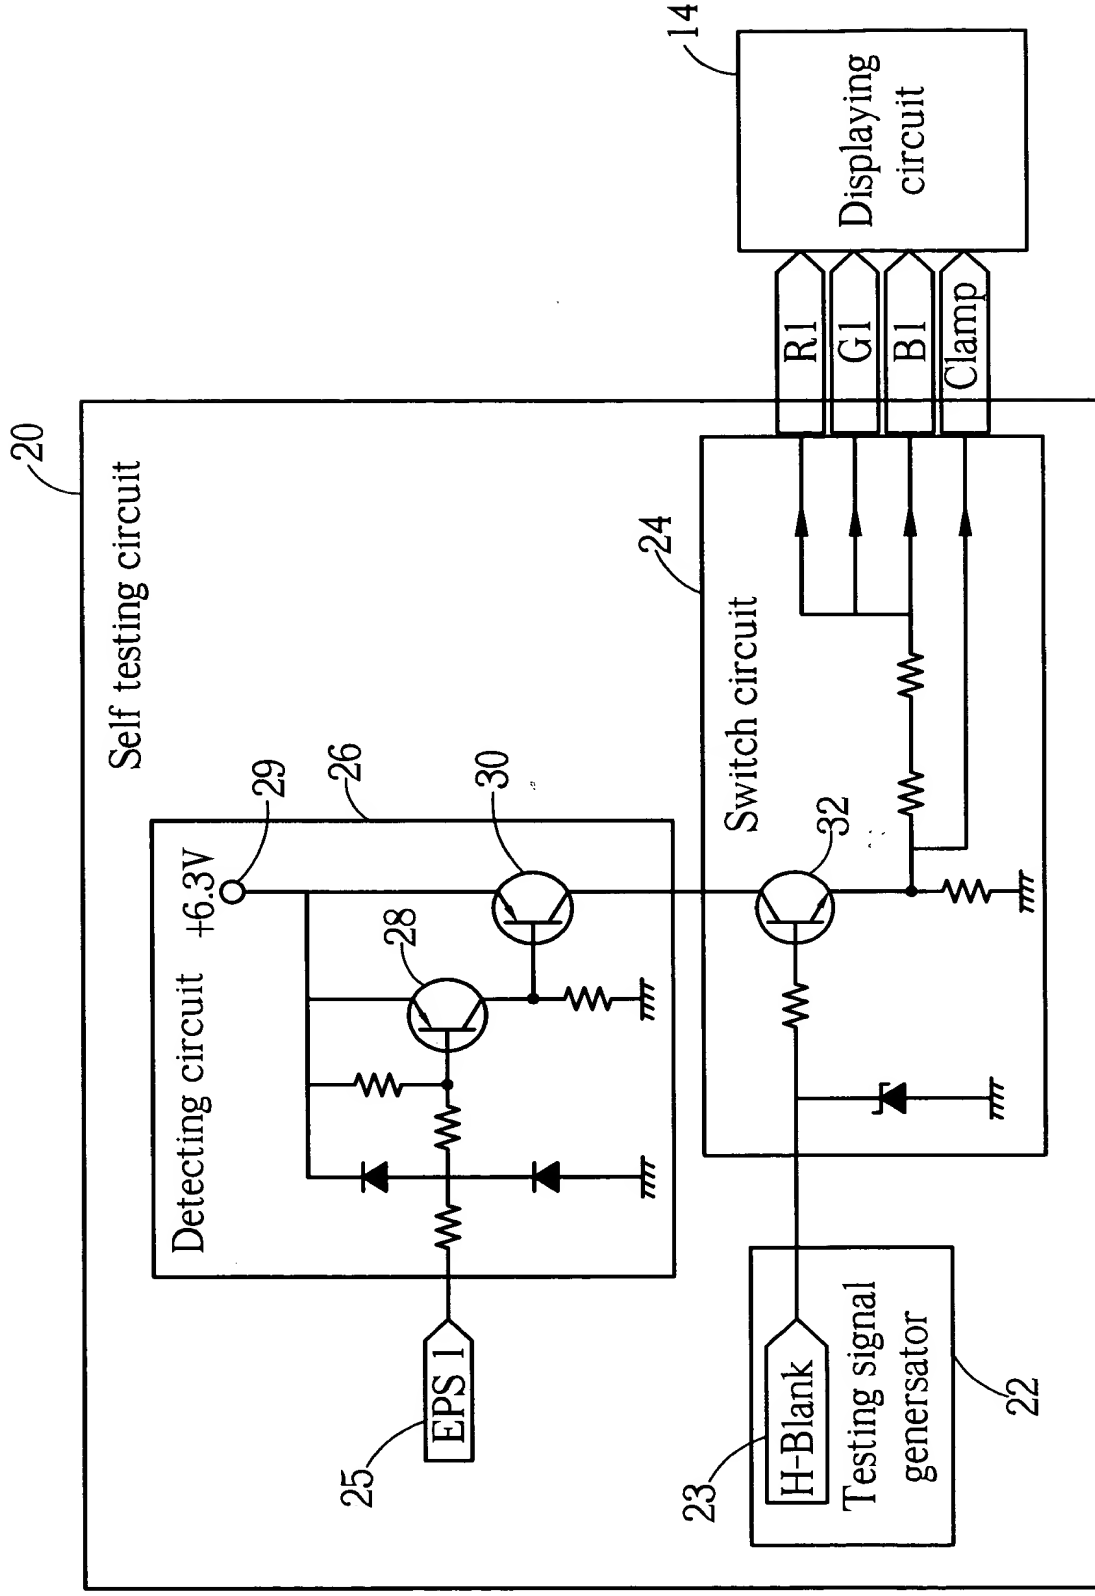 20
Self testing circuit
Detecting circuit
+6.3V
29
26
28
30
25
EPS 1
24
Switch circuit
32
23
H-Blank
Testing signal
genersator
22
R1
G1
B1
Clamp
14
Displaying
circuit